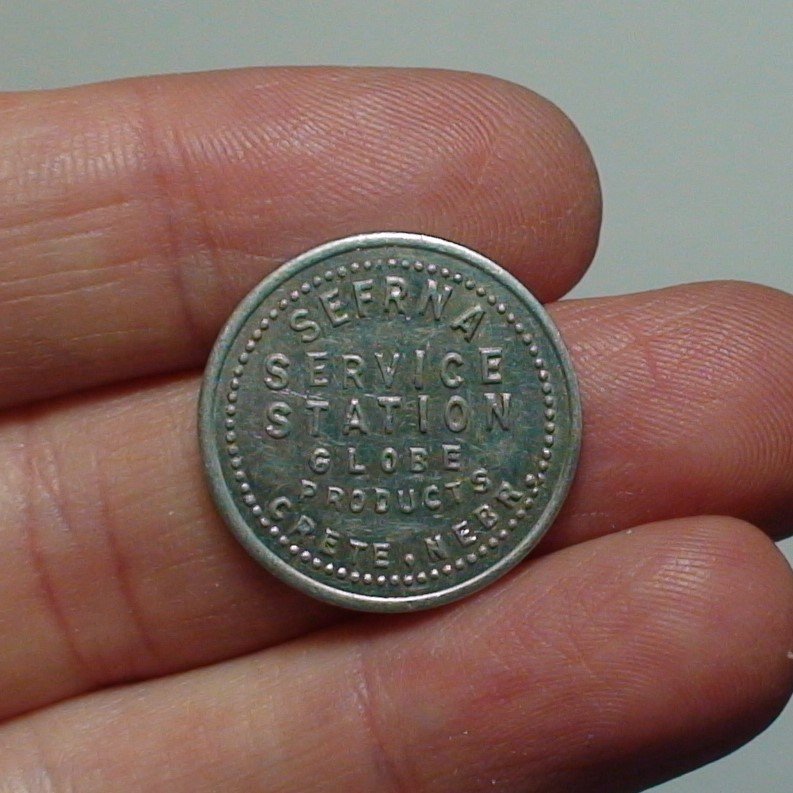 SEFRNA
SERVICE
STATION
GLOBE
PRODUCTS
CRETE, NEBR.